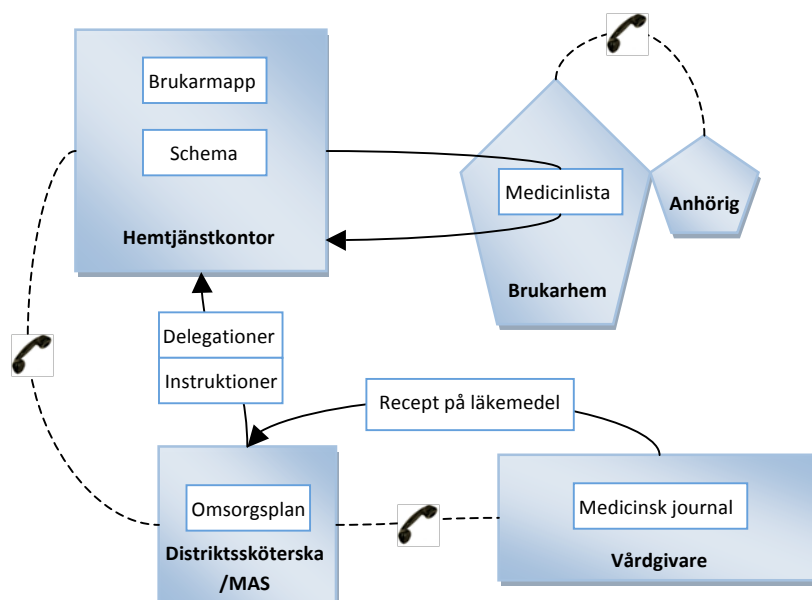 Brukarmapp
Schema
Hemtjänstkontor
Medicinlista
Brukarhem
Anhörig
Delegationer
Instruktioner
Recept på läkemedel
Omsorgsplan
Distriktssköterska
/MAS
Medicinsk journal
Vårdgivare